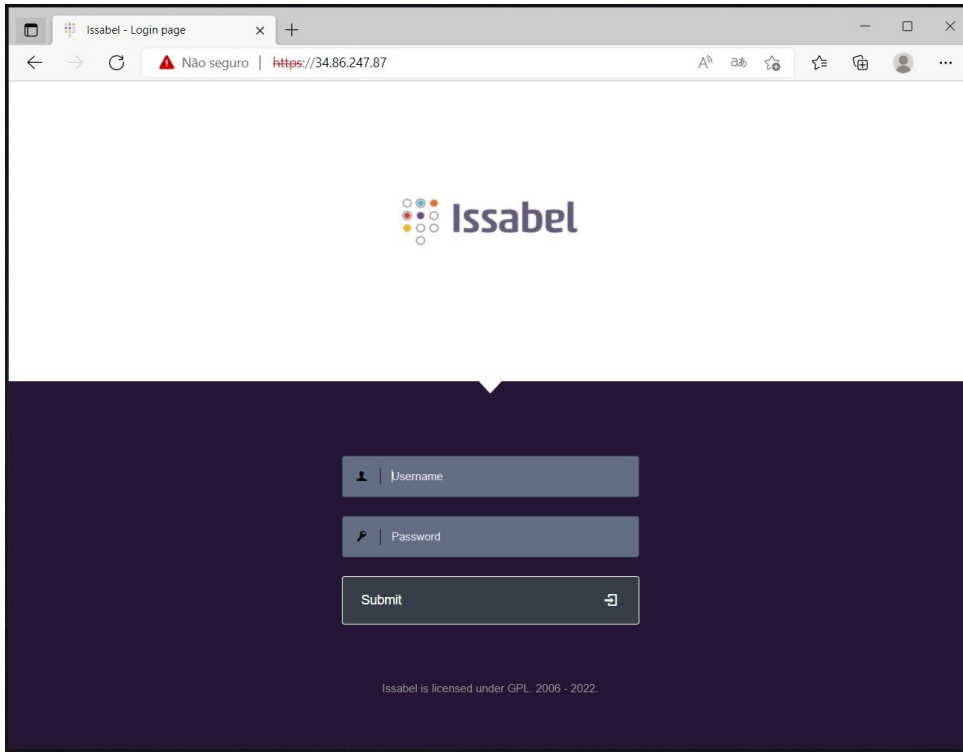 Issabel - Login page
Não seguro | https://34.86.247.87
Issabel
Username
Password
Submit
Issabel is licensed under GPL. 2006 - 2022.